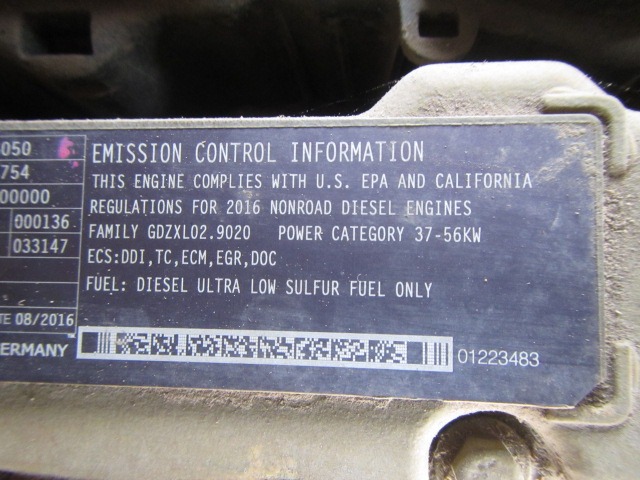 050
754
00000
000136
033147
TE 08/2016
GERMANY
EMISSION CONTROL INFORMATION
THIS ENGINE COMPLIES WITH U.S. EPA AND CALIFORNIA
REGULATIONS FOR 2016 NONROAD DIESEL ENGINES
FAMILY GDZXL02.9020 POWER CATEGORY 37-56KW
ECS:DDI,TC,ECM,EGR,DOC
FUEL: DIESEL ULTRA LOW SULFUR FUEL ONLY
01223483